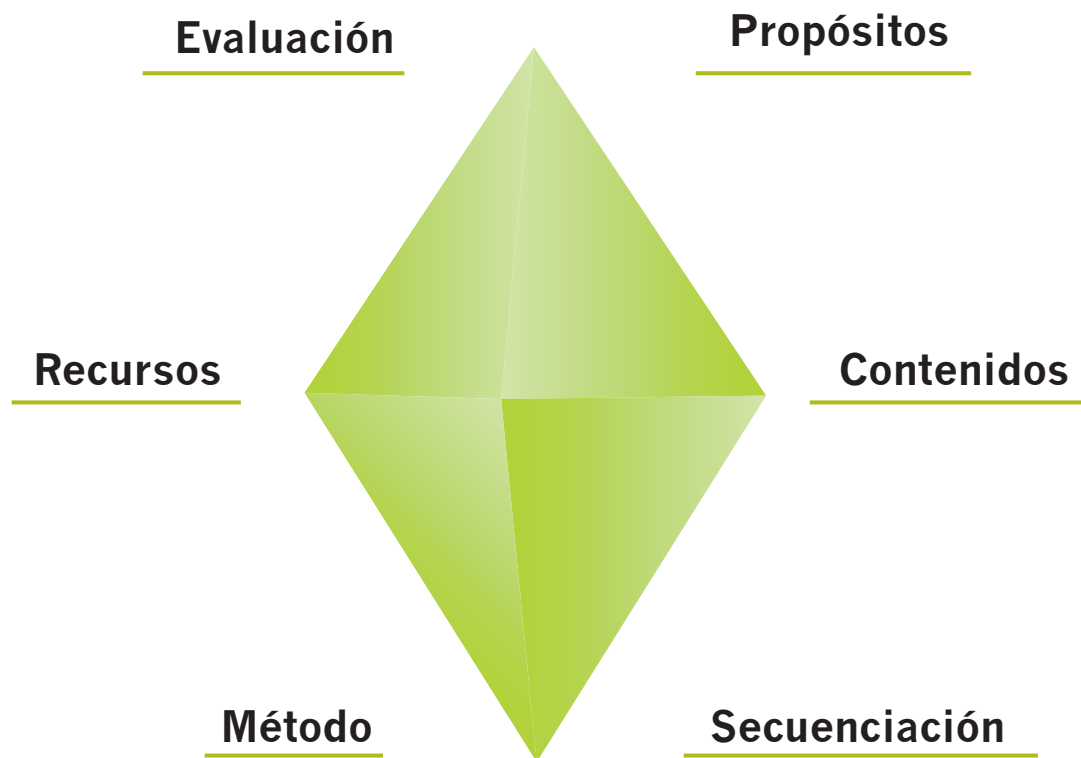 Evaluación
Propósitos
Recursos
Contenidos
Método
Secuenciación